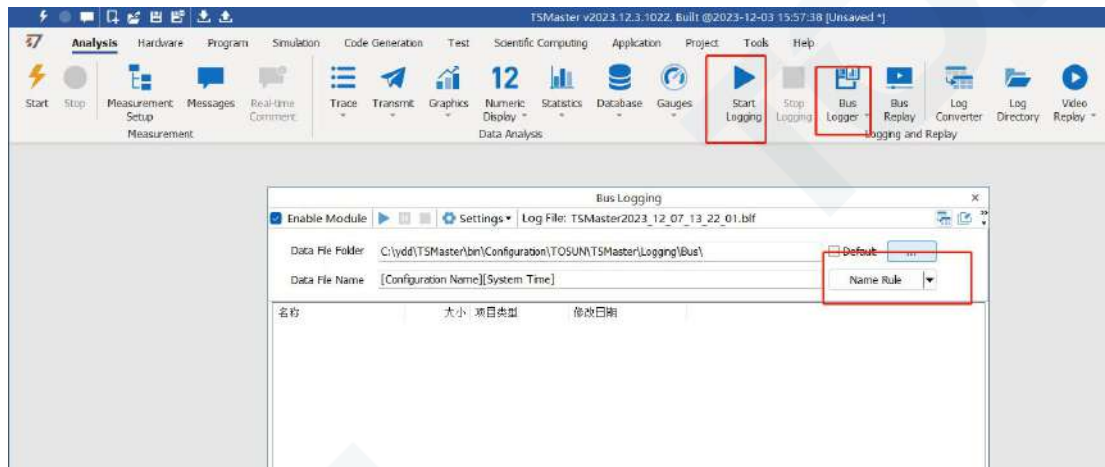 TSMaster v2023.12.3.1022. Built @2023-12-03 15:57:38 [Unsaved *]
Analysis Hardware Program Simulation Code Generation Test Scientific Computing Application Project Tools Help
Start Stop Measurement Setup Messages Real-time Comment Trace Transmit Graphics 12 Numeric Display Statistics Database Gauges Start Logging Stop Logging Bus Logger Bus Replay Log Converter Log Directory Video Replay
Measurement Data Analysis Logging and Replay
Bus Logging
Enable Module Settings Log File: TSMaster2023_12_07_13_22_01.blf
Data File Folder C:\ydd\TSMaster\bin\Configuration\TOSUN\TSMaster\Logging\Bus\ Default ...
Data File Name [Configuration Name][System Time] Name Rule
名称 大小 项目类型 修改日期